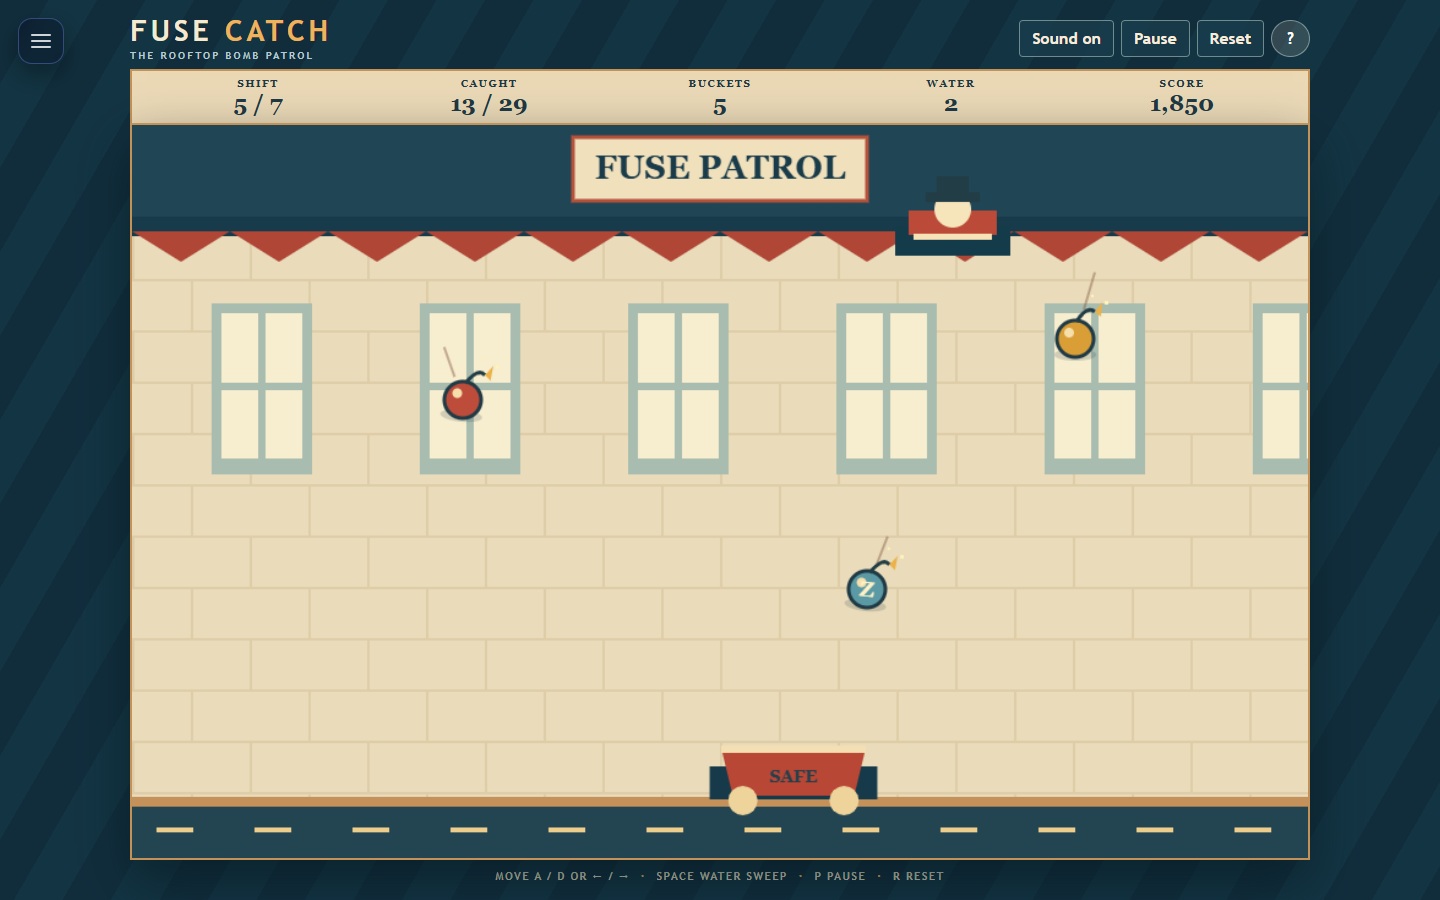 FUSE CATCH
THE ROOFTOP BOMB PATROL
Sound on
Pause
Reset
?
SHIFT
5 / 7
CAUGHT
13 / 29
BUCKETS
5
WATER
2
SCORE
1,850
FUSE PATROL
Z
SAFE
MOVE A / D OR ← / → · SPACE WATER SWEEP · P PAUSE · R RESET